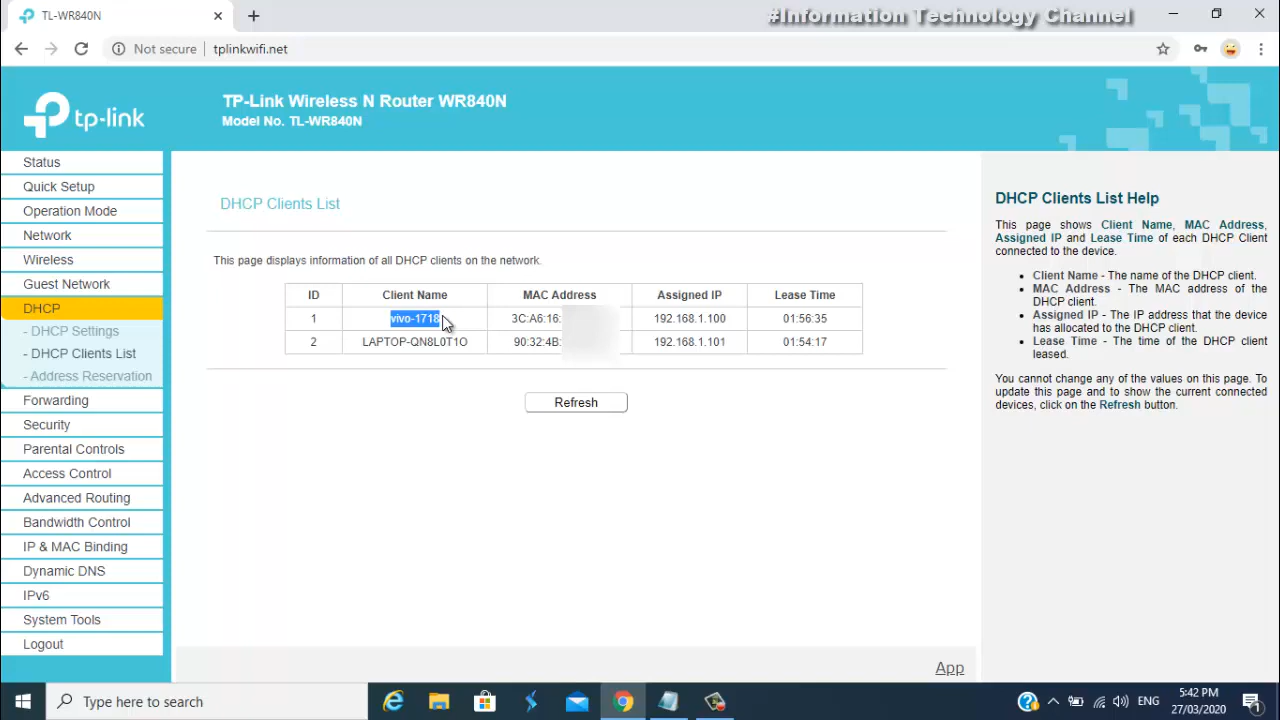 TL-WR840N
#Information Technology Channel
Not secure
tplinkwifi.net
tp-link
TP-Link Wireless N Router WR840N
Model No. TL-WR840N
Status
Quick Setup
Operation Mode
Network
Wireless
Guest Network
DHCP
- DHCP Settings
- DHCP Clients List
- Address Reservation
Forwarding
Security
Parental Controls
Access Control
Advanced Routing
Bandwidth Control
IP & MAC Binding
Dynamic DNS
IPv6
System Tools
Logout
DHCP Clients List
This page displays information of all DHCP clients on the network.
ID Client Name MAC Address Assigned IP Lease Time
1 vivo-1718 3C:A6:16: 192.168.1.100 01:56:35
2 LAPTOP-QN8L0T1O 90:32:4B: 192.168.1.101 01:54:17
Refresh
App
DHCP Clients List Help
This page shows Client Name, MAC Address,
Assigned IP and Lease Time of each DHCP Client
connected to the device.
Client Name - The name of the DHCP client.
MAC Address - The MAC address of the
DHCP client.
Assigned IP - The IP address that the device
has allocated to the DHCP client.
Lease Time - The time of the DHCP client
leased.
You cannot change any of the values on this page. To
update this page and to show the current connected
devices, click on the Refresh button.
Type here to search
ENG
5:42 PM
27/03/2020
1